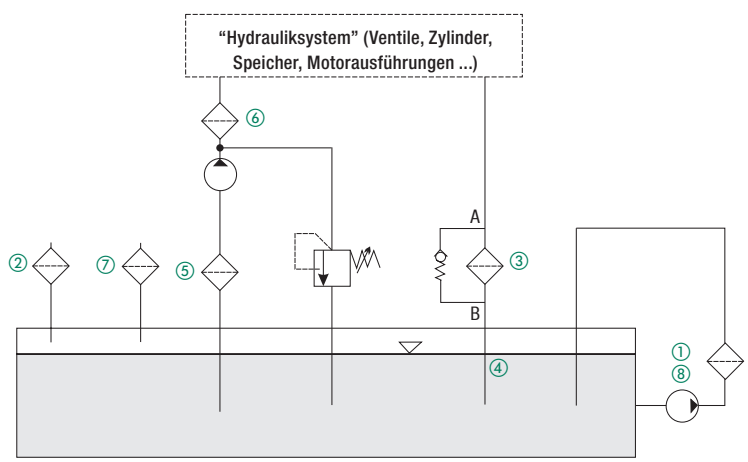 “Hydrauliksystem” (Ventile, Zylinder,
Speicher, Motorausführungen ...)
⑥
A
②
⑦
⑤
③
B
①
④
⑧